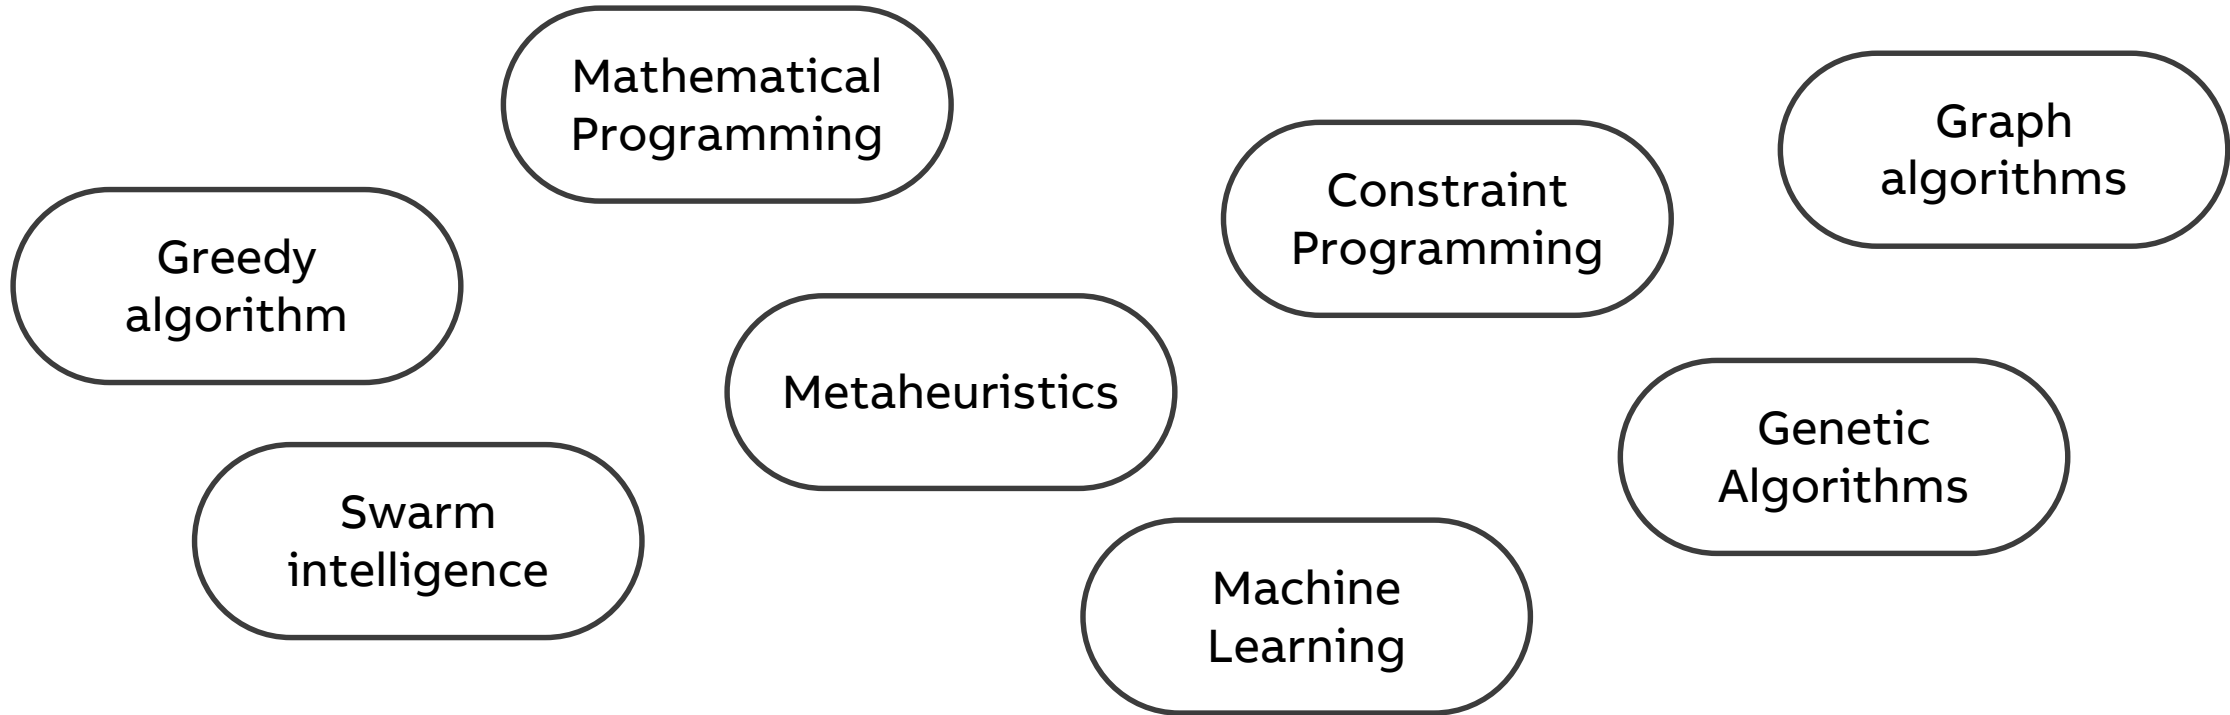 Mathematical
Programming
Graph
algorithms
Constraint
Programming
Greedy
algorithm
Metaheuristics
Genetic
Algorithms
Swarm
intelligence
Machine
Learning